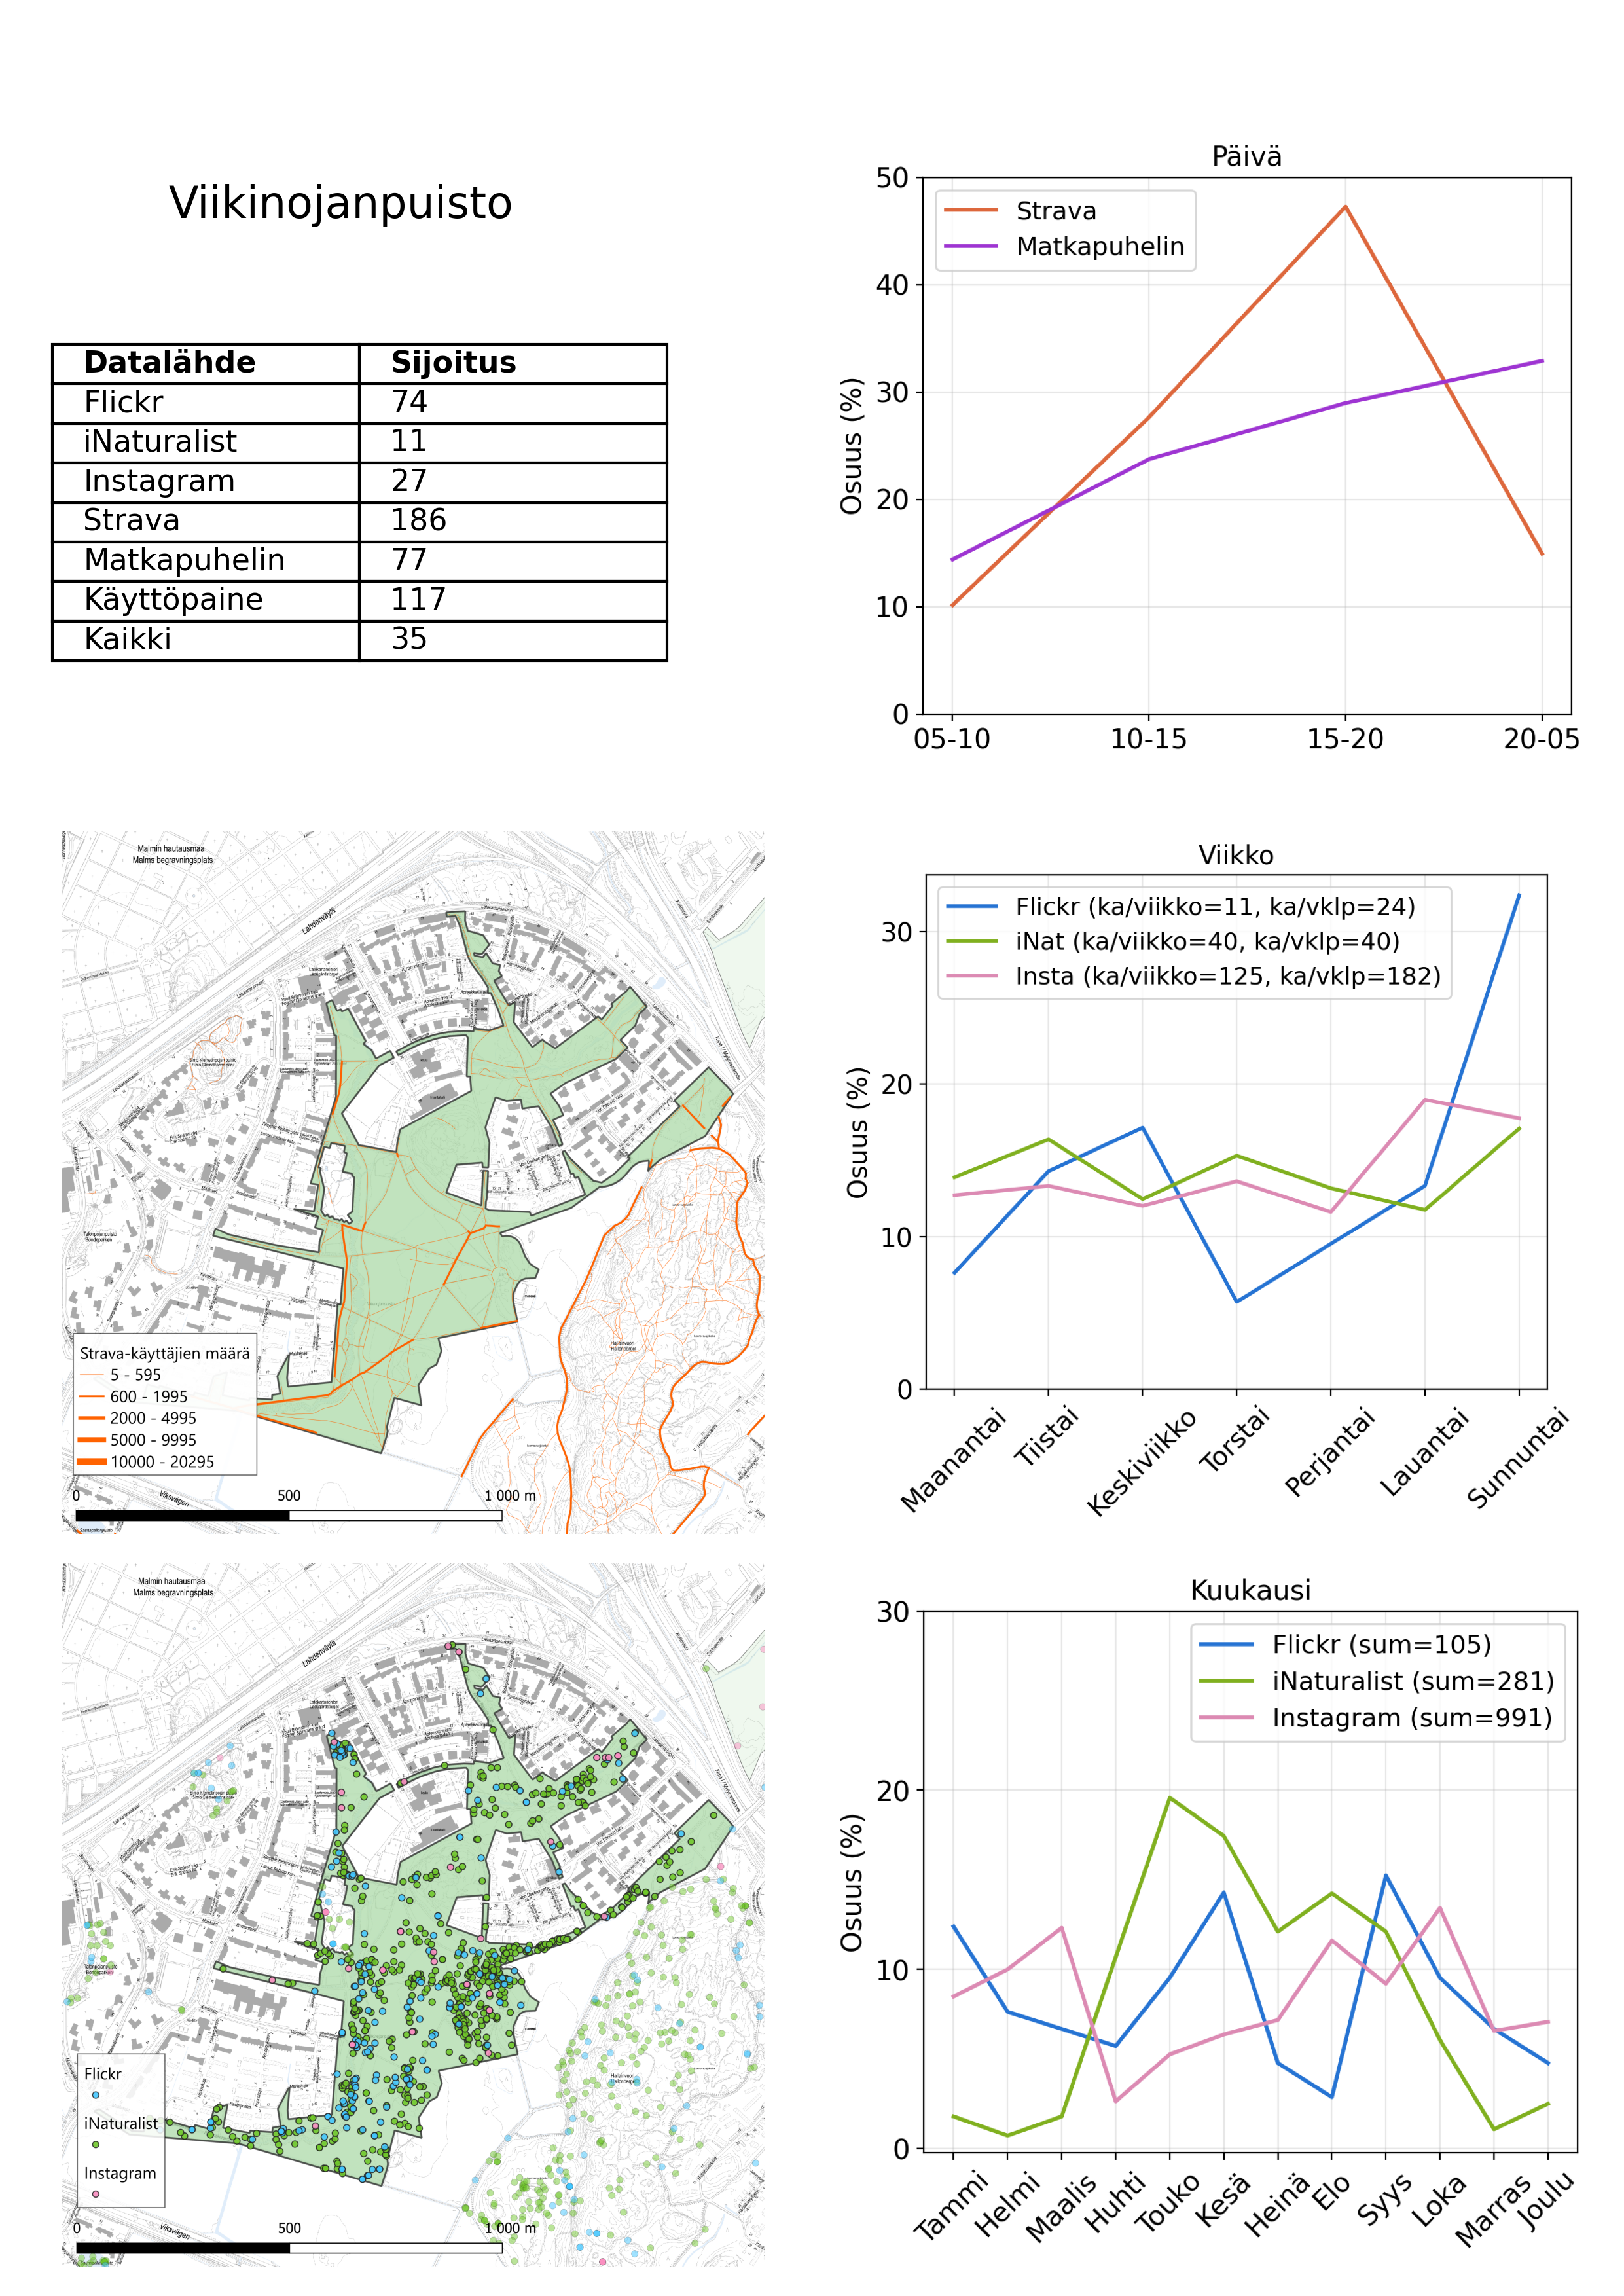 Viikinojanpuisto
Datalähde Sijoitus
Flickr 74
iNaturalist 11
Instagram 27
Strava 186
Matkapuhelin 77
Käyttöpaine 117
Kaikki 35
Päivä
Strava
Matkapuhelin
Osuus (%)
50
40
30
20
10
0
05-10 10-15 15-20 20-05
Malmin hautausmaa
Malms begravningsplats
Lahdenväylä
Strava-käyttäjien määrä
5 - 595
600 - 1995
2000 - 4995
5000 - 9995
10000 - 20295
0 500 1 000 m
Viksvägen
Viikko
Flickr (ka/viikko=11, ka/vklp=24)
iNat (ka/viikko=40, ka/vklp=40)
Insta (ka/viikko=125, ka/vklp=182)
Osuus (%)
30
20
10
0
Maanantai Tiistai Keskiviikko Torstai Perjantai Lauantai Sunnuntai
Malmin hautausmaa
Malms begravningsplats
Lahdenväylä
Flickr
iNaturalist
Instagram
0 500 1 000 m
Viksvägen
Kuukausi
Flickr (sum=105)
iNaturalist (sum=281)
Instagram (sum=991)
Osuus (%)
30
20
10
0
Tammi Helmi Maalis Huhti Touko Kesä Heinä Elo Syys Loka Marras Joulu